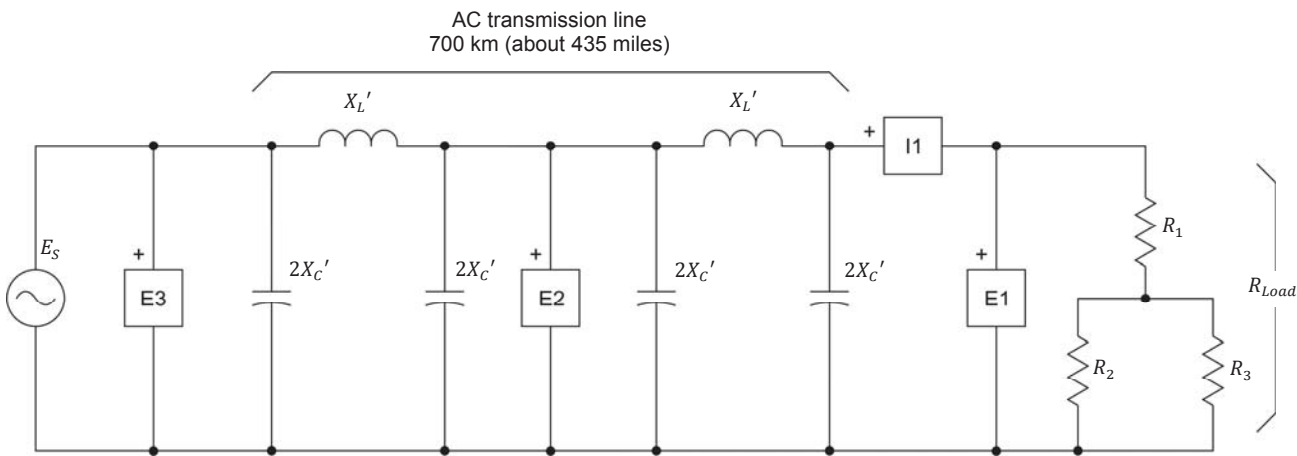 AC transmission line
700 km (about 435 miles)
X_L′
X_L′
+
I1
E_S
+
E3
2X_C′
2X_C′
+
E2
2X_C′
2X_C′
+
E1
R_1
R_2
R_3
R_Load